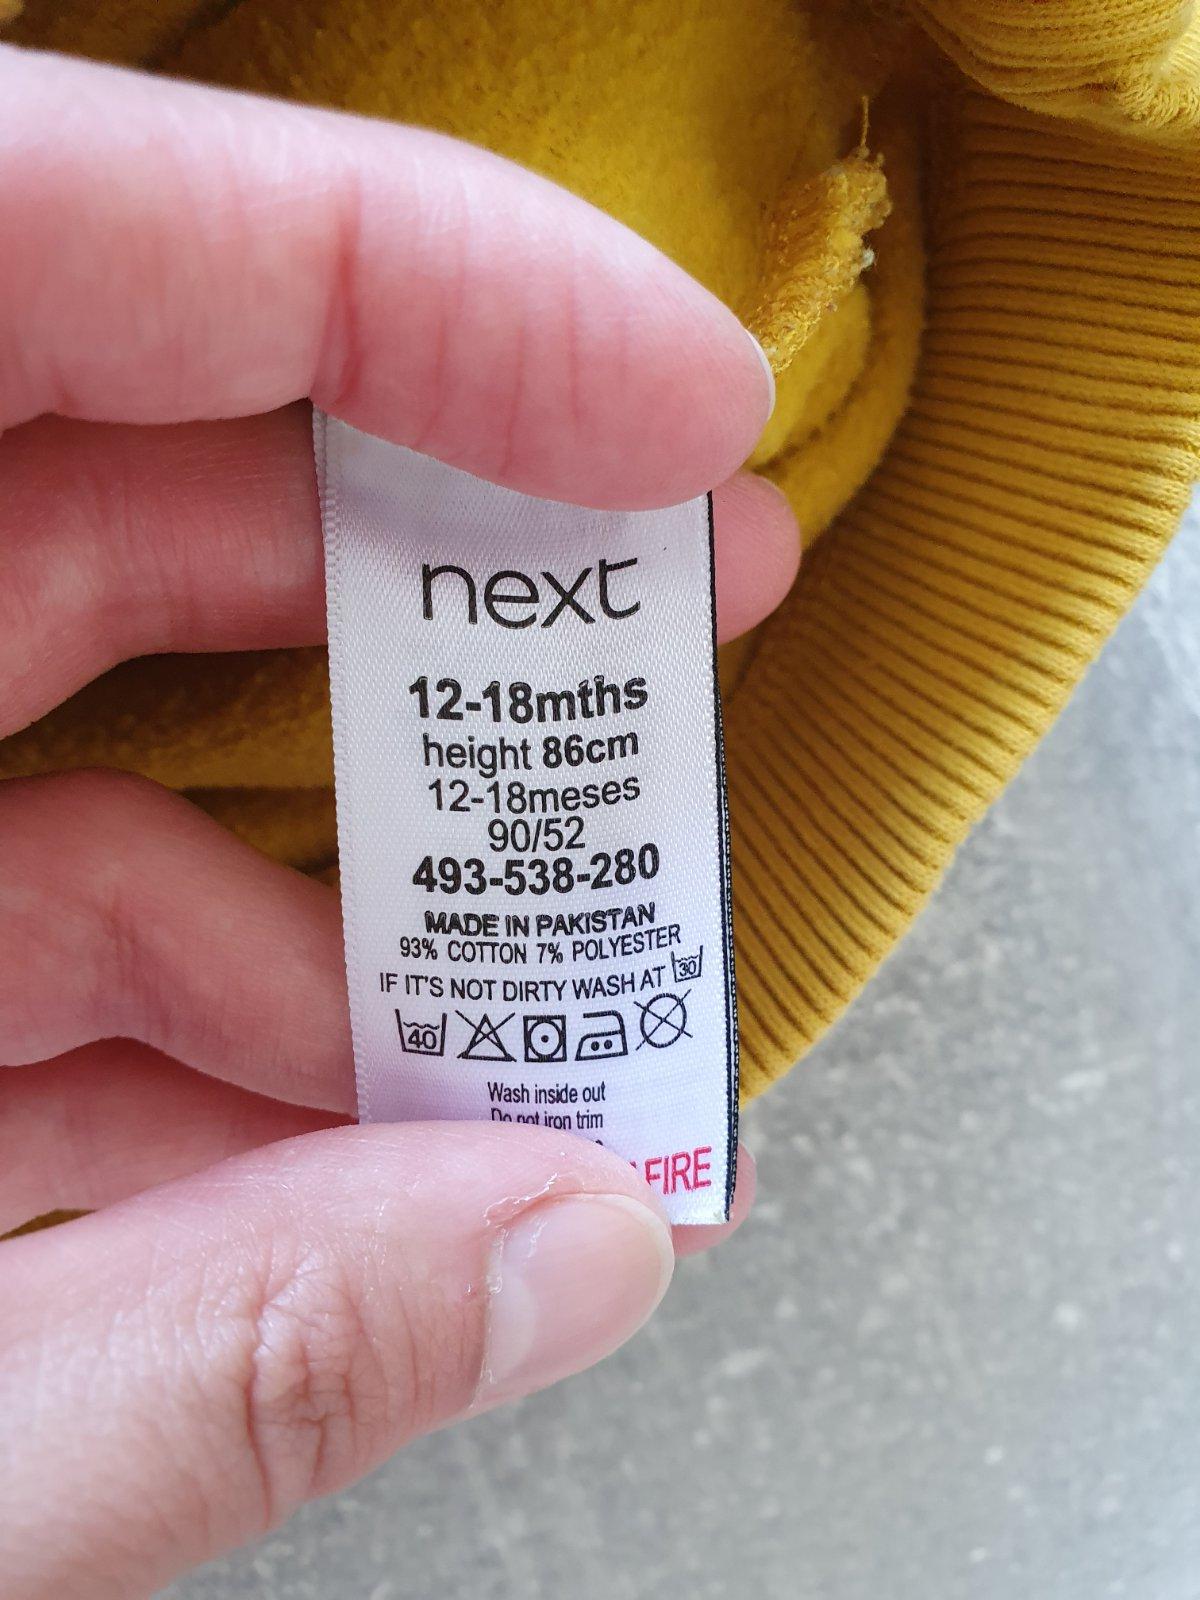 next
12-18mths
height 86cm
12-18meses
90/52
493-538-280
MADE IN PAKISTAN
93% COTTON 7% POLYESTER
IF IT'S NOT DIRTY WASH AT 30
40
Wash inside out
Do not iron trim
FIRE